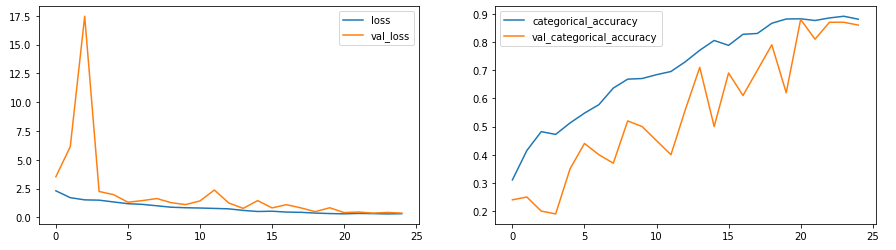 loss
val_loss
17.5
15.0
12.5
10.0
7.5
5.0
2.5
0.0
0 5 10 15 20 25
categorical_accuracy
val_categorical_accuracy
0.9
0.8
0.7
0.6
0.5
0.4
0.3
0.2
0 5 10 15 20 25